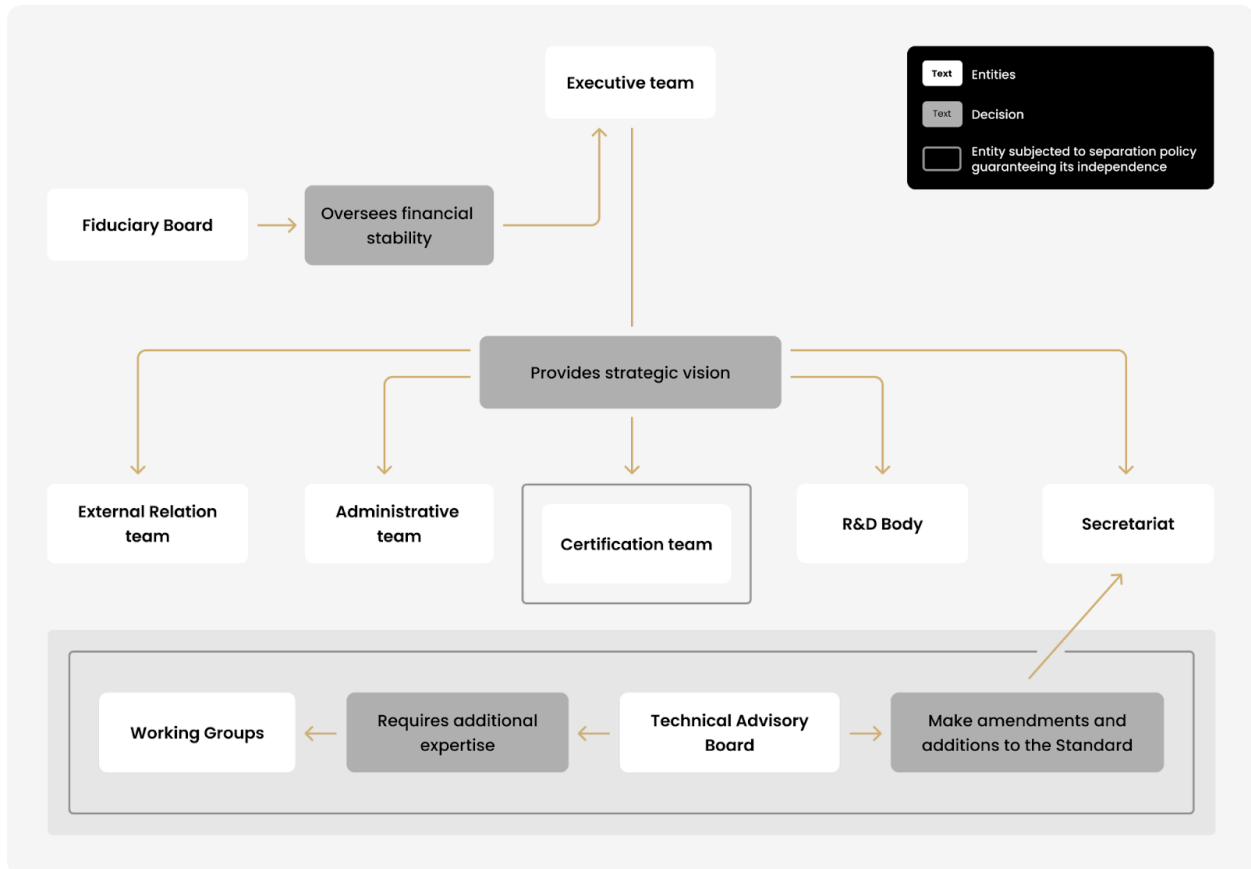 Executive team
Text
Entities
Text
Decision
Entity subjected to separation policy
guaranteeing its independence
Fiduciary Board
Oversees financial
stability
Provides strategic vision
External Relation
team
Administrative
team
Certification team
R&D Body
Secretariat
Working Groups
Requires additional
expertise
Technical Advisory
Board
Make amendments and
additions to the Standard